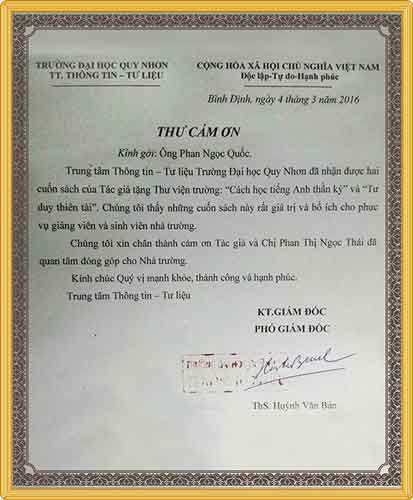 TRƯỜNG ĐẠI HỌC QUY NHƠN
TT. THÔNG TIN – TƯ LIỆU
CỘNG HÒA XÃ HỘI CHỦ NGHĨA VIỆT NAM
Độc lập-Tự do-Hạnh phúc
Bình Định, ngày 4 tháng 3 năm 2016
THƯ CẢM ƠN
Kính gởi: Ông Phan Ngọc Quốc.
Trung tâm Thông tin – Tư liệu Trường Đại học Quy Nhơn đã nhận được hai
cuốn sách của Tác giả tặng Thư viện trường: “Cách học tiếng Anh thần kỳ” và “Tư
duy thiên tài”. Chúng tôi thấy những cuốn sách này rất giá trị và bổ ích cho phục
vụ giảng viên và sinh viên nhà trường.
Chúng tôi xin chân thành cảm ơn Tác giả và Chị Phan Thị Ngọc Thái đã
quan tâm đóng góp cho Nhà trường.
Kính chúc Quý vị mạnh khỏe, thành công và hạnh phúc.
Trung tâm Thông tin – Tư liệu
KT.GIÁM ĐỐC
PHÓ GIÁM ĐỐC
ThS. Huỳnh Văn Bản